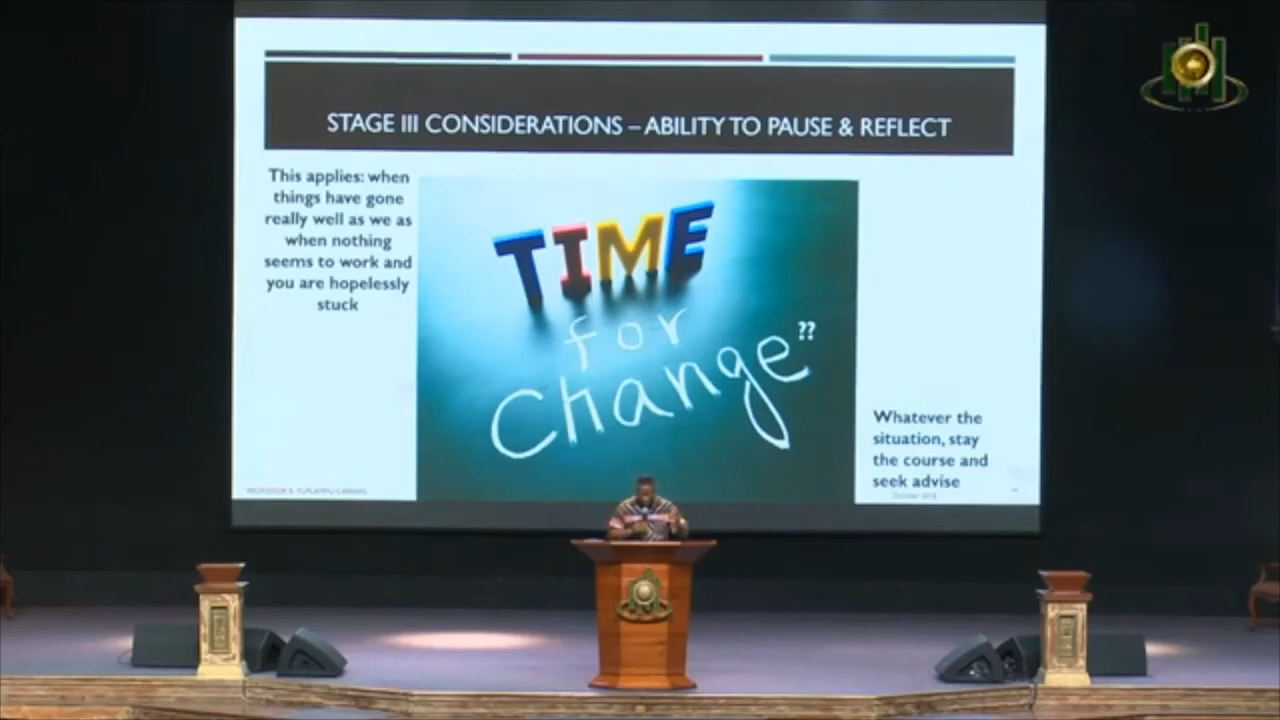 STAGE III CONSIDERATIONS – ABILITY TO PAUSE & REFLECT
This applies: when
things have gone
really well as we as
when nothing
seems to work and
you are hopelessly
stuck
TIME
for
Change"??
Whatever the
situation, stay
the course and
seek advise